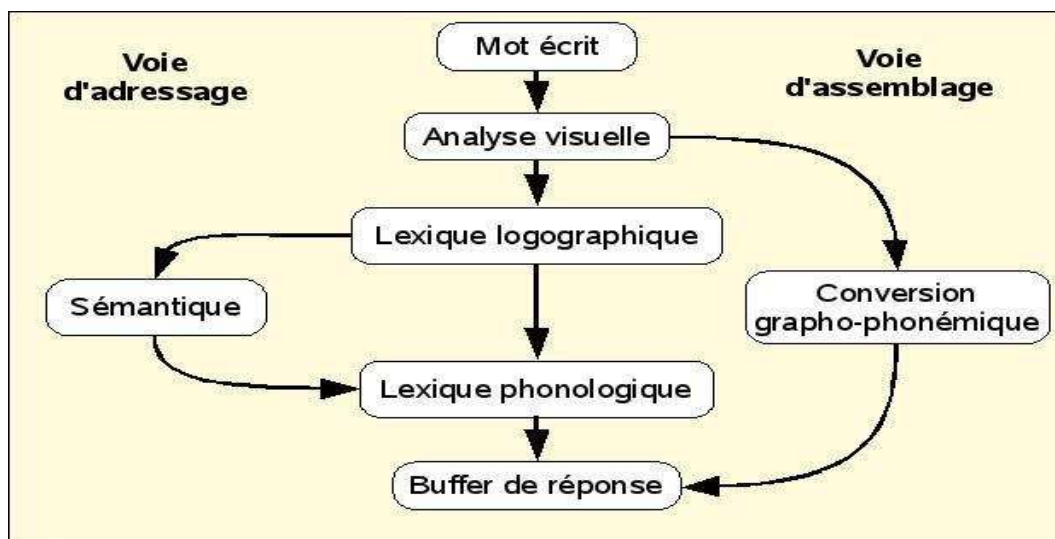 Mot écrit
Voie
d'adressage
Voie
d'assemblage
Analyse visuelle
Lexique logographique
Sémantique
Conversion
grapho-phonémique
Lexique phonologique
Buffer de réponse